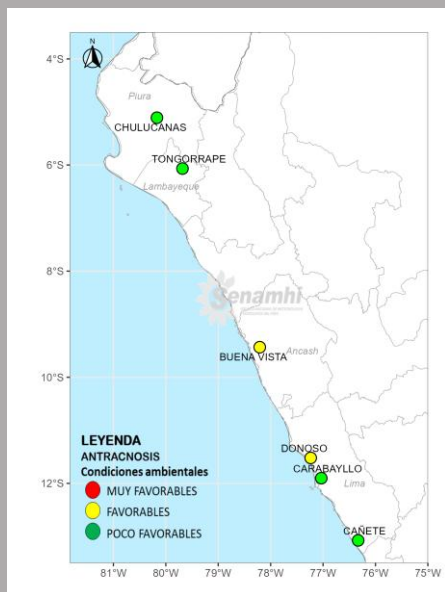 N
4°S
Piura
CHULUCANAS
TONGORRAPE
6°S
Lambayeque
8°S
Senamhi
BUENA VISTA
Ancash
10°S
LEYENDA
ANTRACNOSIS
Condiciones ambientales
MUY FAVORABLES
FAVORABLES
POCO FAVORABLES
DONOSO
CARABAYLLO
Lima
12°S
CAÑETE
81°W 80°W 79°W 78°W 77°W 76°W 75°W